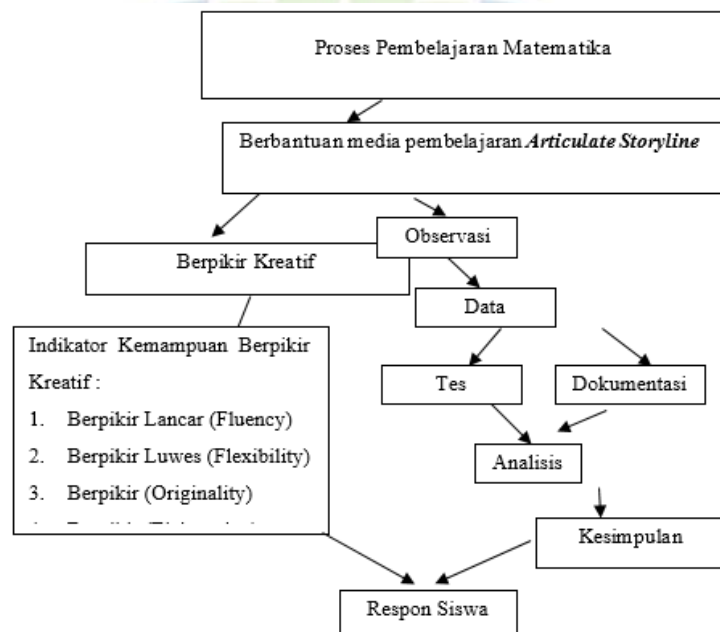 Proses Pembelajaran Matematika
Berbantuan media pembelajaran Articulate Storyline
Observasi
Berpikir Kreatif
Data
Indikator Kemampuan Berpikir
Kreatif :
1. Berpikir Lancar (Fluency)
2. Berpikir Luwes (Flexibility)
3. Berpikir (Originality)
Tes
Dokumentasi
Analisis
Kesimpulan
Respon Siswa